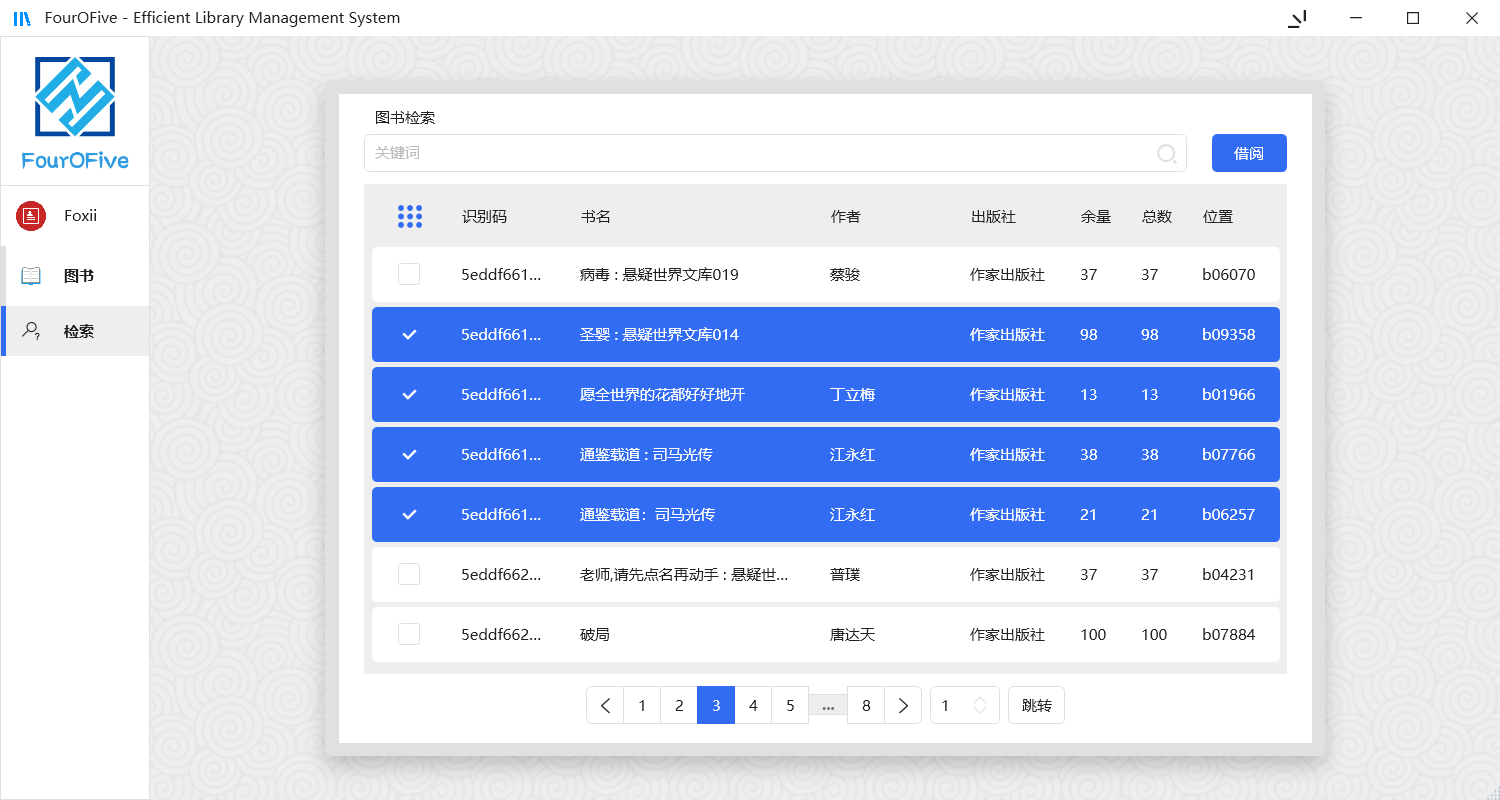 FourOFive - Efficient Library Management System
FourOFive
Foxii
图书
检索
图书检索
关键词
借阅
识别码 书名 作者 出版社 余量 总数 位置
5eddf661... 病毒 : 悬疑世界文库019 蔡骏 作家出版社 37 37 b06070
5eddf661... 圣婴 : 悬疑世界文库014 作家出版社 98 98 b09358
5eddf661... 愿全世界的花都好好地开 丁立梅 作家出版社 13 13 b01966
5eddf661... 通鉴载道 : 司马光传 江永红 作家出版社 38 38 b07766
5eddf661... 通鉴载道：司马光传 江永红 作家出版社 21 21 b06257
5eddf662... 老师,请先点名再动手 : 悬疑世... 普璞 作家出版社 37 37 b04231
5eddf662... 破局 唐达天 作家出版社 100 100 b07884
1 2 3 4 5 ... 8 1 跳转